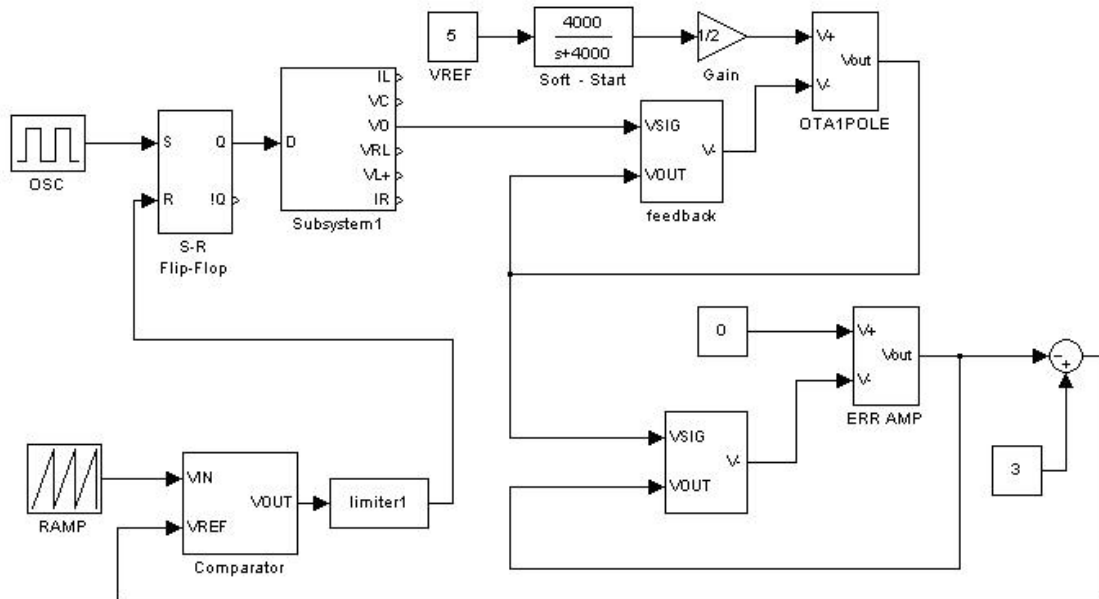 5
VREF
4000
s+4000
Soft - Start
1/2
Gain
V+
V-
Vout
OTA1POLE
OSC
S
R
Q
!Q
S-R
Flip-Flop
D
IL
VC
VO
VRL
VL+
IR
Subsystem1
VSIG
VOUT
V-
feedback
0
V+
V-
Vout
ERR AMP
-
+
3
VSIG
VOUT
V-
RAMP
VIN
VREF
VOUT
Comparator
limiter1